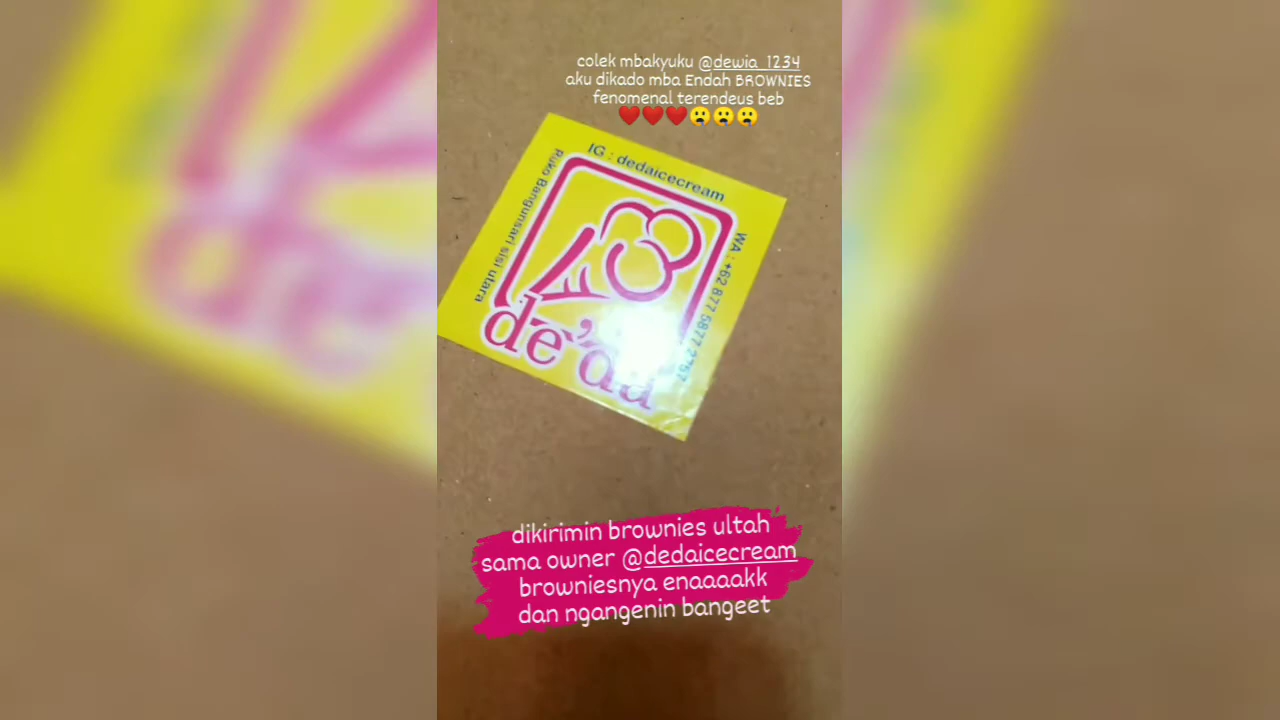 colek mbakyuku @dewia_1234
aku dikado mba Endah BROWNIES
fenomenal terendeus beb
❤️❤️❤️😲😲😲
IG : dedaicecream
Ruko Bangunsari sisi utara
WA : +62 877 5877 2757
de'da
dikirimin brownies ultah
sama owner @dedaicecream
browniesnya enaaaakk
dan ngangenin bangeet